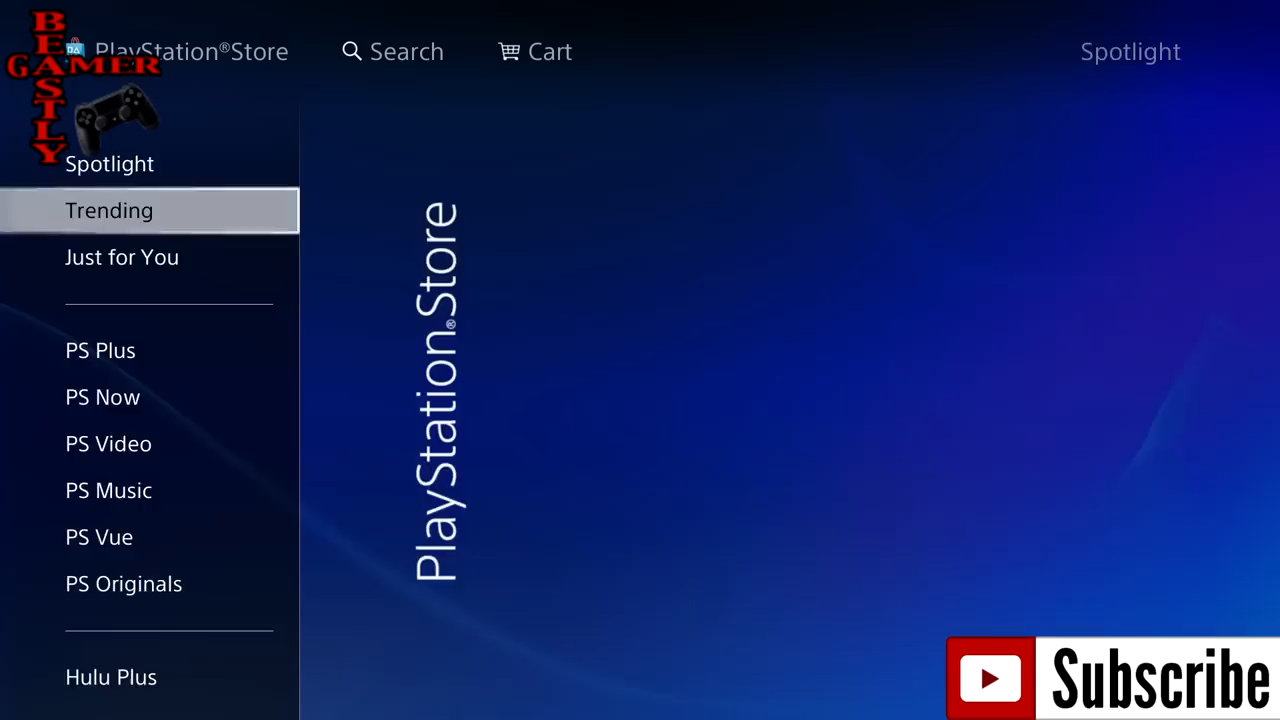 BEASTLY
GAMER
PlayStation®Store
Search
Cart
Spotlight
Spotlight
Trending
Just for You
PS Plus
PS Now
PS Video
PS Music
PS Vue
PS Originals
Hulu Plus
PlayStation®Store
Subscribe